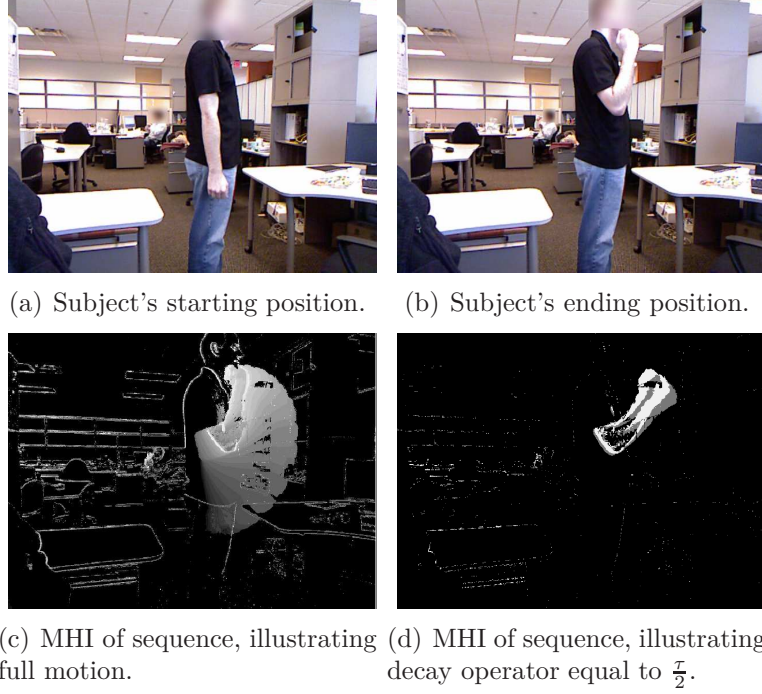 (a) Subject's starting position.
(b) Subject's ending position.
(c) MHI of sequence, illustrating
full motion.
(d) MHI of sequence, illustrating
decay operator equal to τ/2.